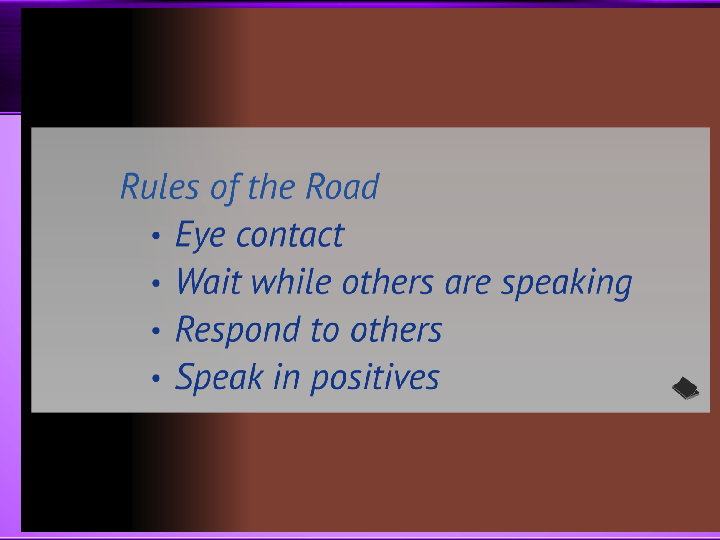 Rules of the Road
• Eye contact
• Wait while others are speaking
• Respond to others
• Speak in positives